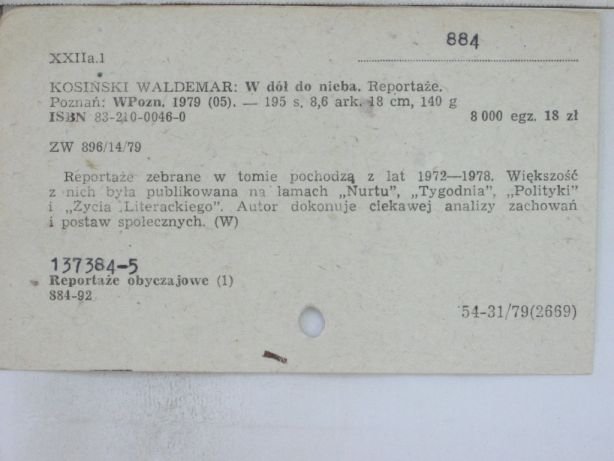 884
XXIIa.1
KOSIŃSKI WALDEMAR: W dół do nieba. Reportaże.
Poznań: WPozn. 1979 (05). — 195 s. 8,6 ark. 18 cm, 140 g
ISBN 83-210-0046-0 8 000 egz. 18 zł
ZW 896/14/79
Reportaże zebrane w tomie pochodzą z lat 1972—1978. Większość
z nich była publikowana na łamach „Nurtu", „Tygodnia", „Polityki"
i „Życia Literackiego". Autor dokonuje ciekawej analizy zachowań
i postaw społecznych. (W)
137384-5
Reportaże obyczajowe (1)
884-92
54-31/79(2669)